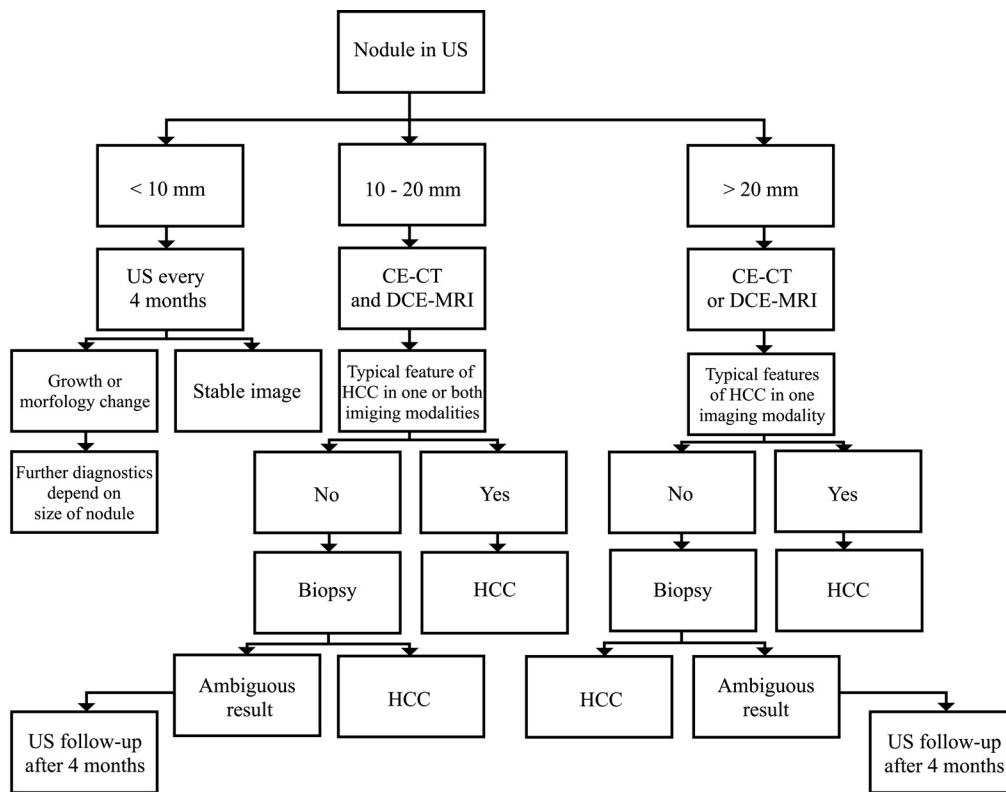 Nodule in US
< 10 mm
10 - 20 mm
> 20 mm
US every
4 months
CE-CT
and DCE-MRI
CE-CT
or DCE-MRI
Growth or
morfology change
Stable image
Typical feature of
HCC in one or both
imiging modalities
Typical features
of HCC in one
imaging modality
Further diagnostics
depend on
size of nodule
No
Yes
No
Yes
Biopsy
HCC
Biopsy
HCC
Ambiguous
result
HCC
HCC
Ambiguous
result
US follow-up
after 4 months
US follow-up
after 4 months